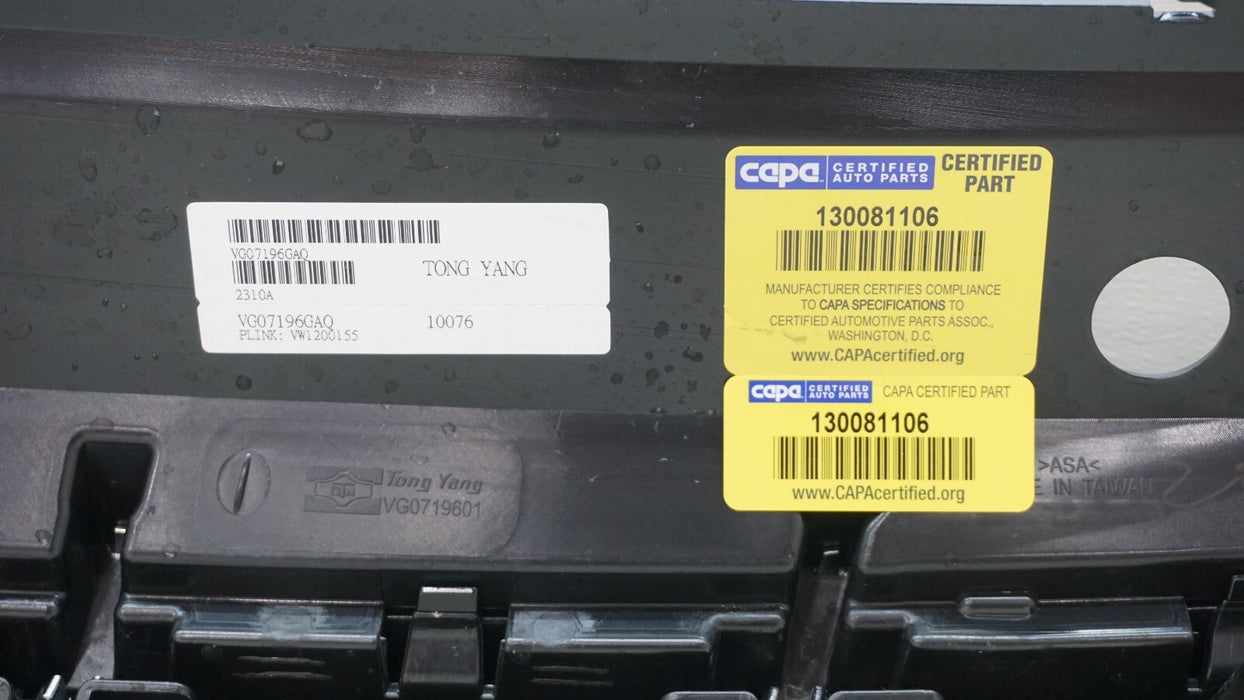 VG07196GAQ
2310A
TONG YANG
VG07196GAQ
10076
PLINK: VW1200155
capa
CERTIFIED
AUTO PARTS
CERTIFIED
PART
130081106
MANUFACTURER CERTIFIES COMPLIANCE
TO CAPA SPECIFICATIONS TO
CERTIFIED AUTOMOTIVE PARTS ASSOC.,
WASHINGTON, D.C.
www.CAPAcertified.org
capa
CERTIFIED
AUTO PARTS
CAPA CERTIFIED PART
130081106
www.CAPAcertified.org
Tong Yang
VG0719601
>ASA<
IN TAIWAN